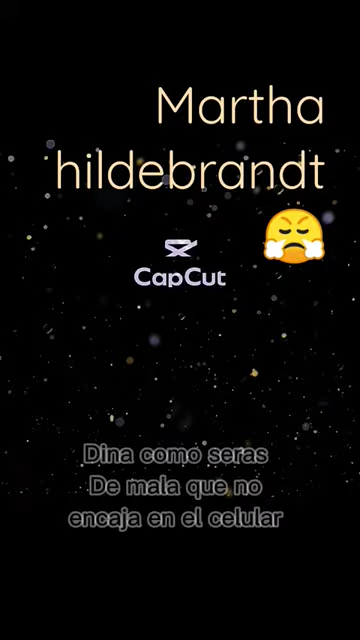 Martha
hildebrandt
CapCut
Dina como seras
De mala que no
encaja en el celular